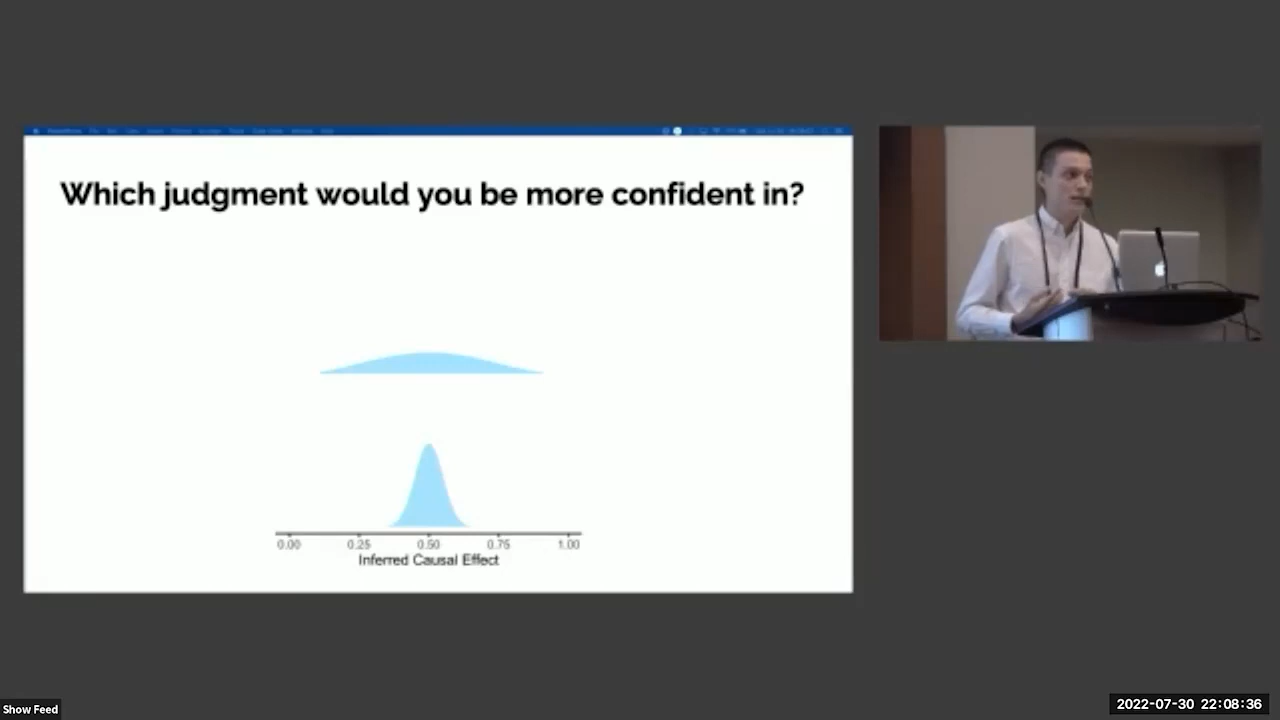 Which judgment would you be more confident in?
0.00 0.25 0.50 0.75 1.00
Inferred Causal Effect
Show Feed
2022-07-30 22:08:36